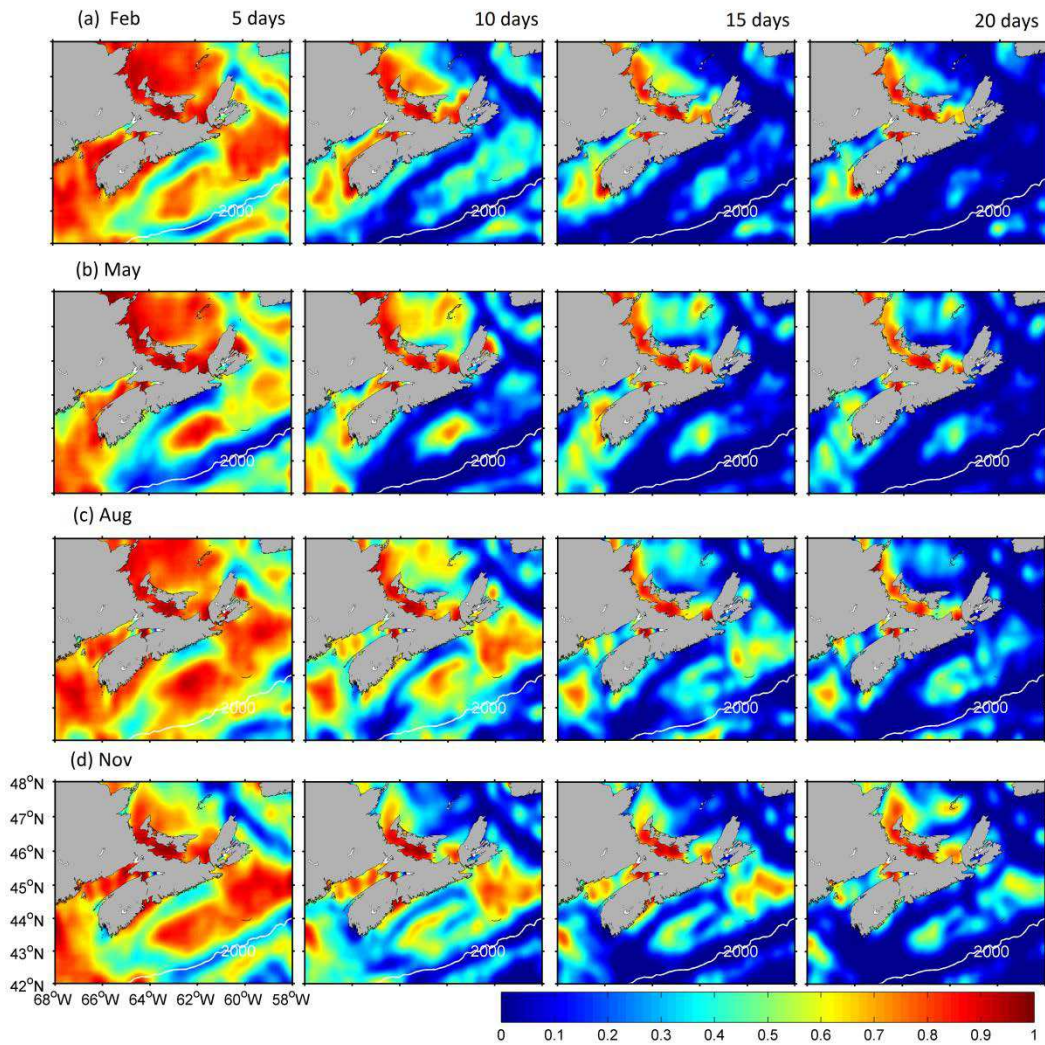 (a) Feb 5 days 10 days 15 days 20 days
2000 2000 2000 2000
(b) May
2000 2000 2000 2000
(c) Aug
2000 2000 2000 2000
(d) Nov
48°N
47°N
46°N
45°N
44°N
43°N
2000 2000 2000 2000
42°N
68°W 66°W 64°W 62°W 60°W 58°W
0 0.1 0.2 0.3 0.4 0.5 0.6 0.7 0.8 0.9 1